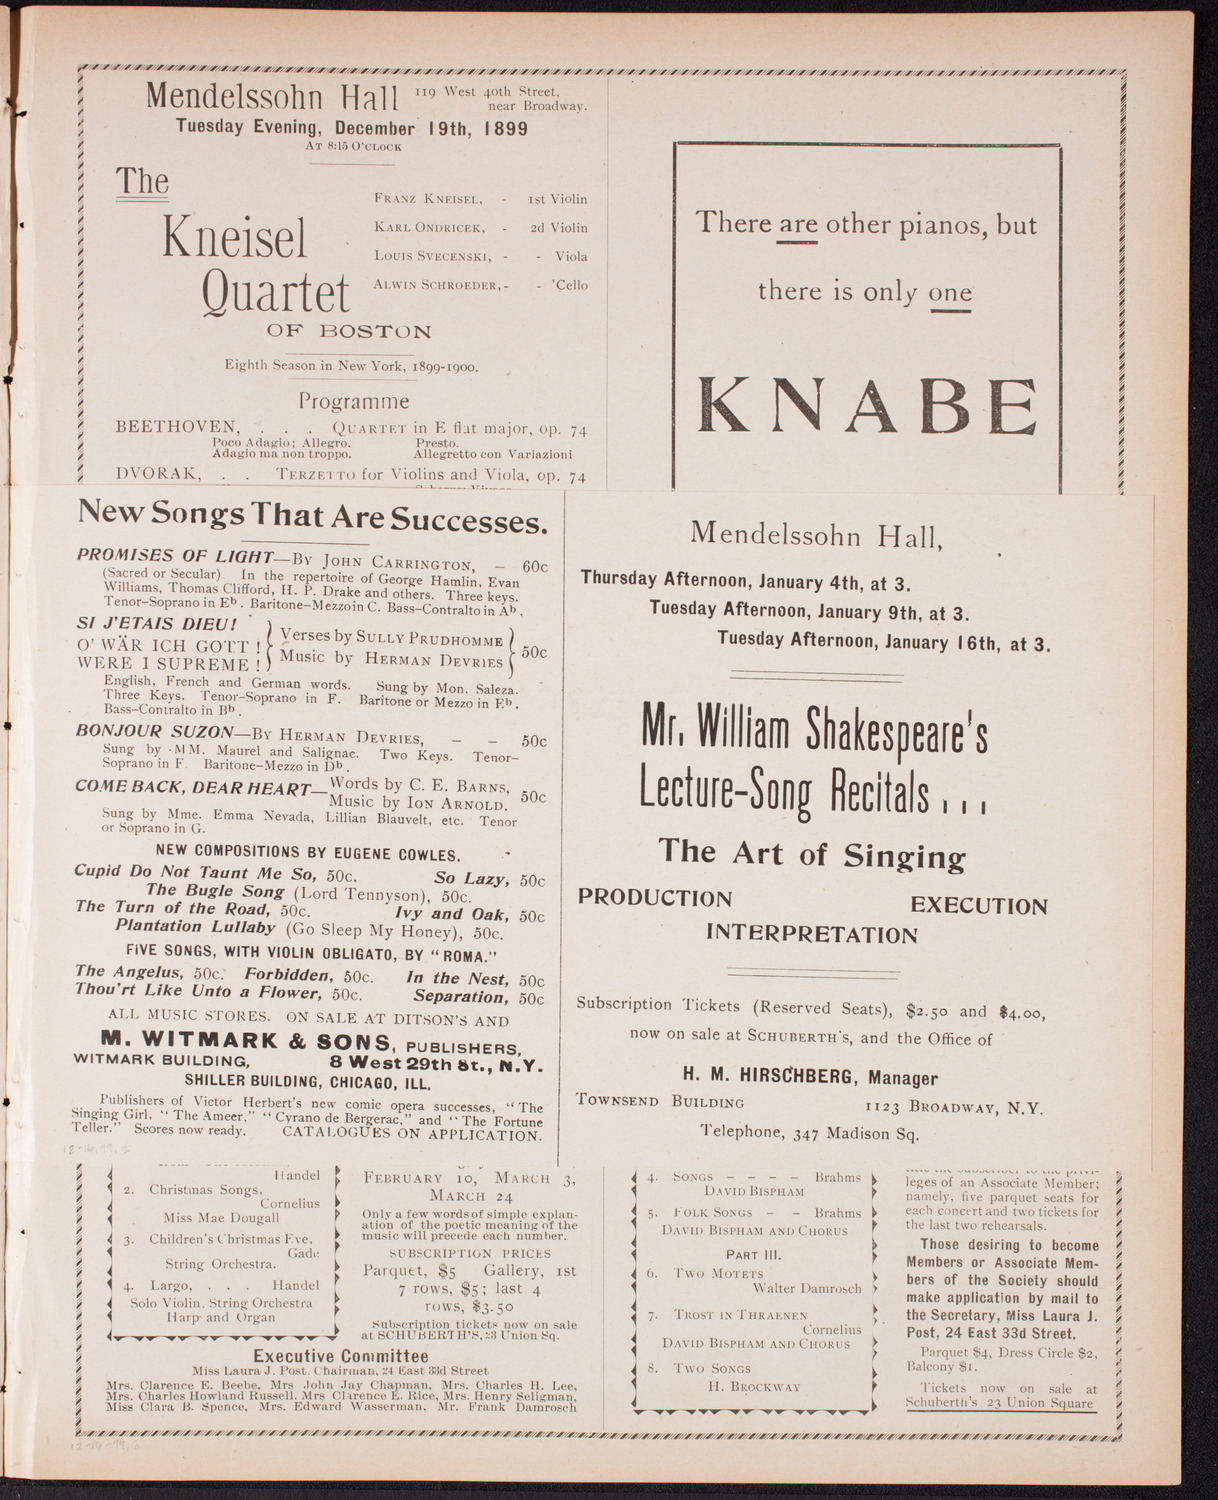 Mendelssohn Hall 119 West 40th Street,
near Broadway.
Tuesday Evening, December 19th, 1899
AT 8:15 O'CLOCK
The
Kneisel
Quartet
OF BOSTON
FRANZ KNEISEL, - 1st Violin
KARL ONDRICEK, - 2d Violin
LOUIS SVECENSKI, - - Viola
ALWIN SCHROEDER, - - 'Cello
Eighth Season in New York, 1899-1900.
Programme
BEETHOVEN, . . . QUARTET in E flat major, op. 74
Poco Adagio; Allegro. Presto.
Adagio ma non troppo. Allegretto con Variazioni
DVORAK, . . TERZETTO for Violins and Viola, op. 74
There are other pianos, but
there is only one
KNABE
New Songs That Are Successes.
PROMISES OF LIGHT—By JOHN CARRINGTON, — 60c
(Sacred or Secular). In the repertoire of George Hamlin, Evan
Williams, Thomas Clifford, H. P. Drake and others. Three keys.
Tenor-Soprano in Eb. Baritone-Mezzo in C. Bass-Contralto in Ab.
SI J'ETAIS DIEU!
O' WÄR ICH GOTT!
WERE I SUPREME!
Verses by SULLY PRUDHOMME
Music by HERMAN DEVRIES
50c
English, French and German words. Sung by Mon. Saleza.
Three Keys. Tenor-Soprano in F. Baritone or Mezzo in Eb.
Bass-Contralto in Bb.
BONJOUR SUZON—By HERMAN DEVRIES, — — 50c
Sung by MM. Maurel and Salignac. Two Keys. Tenor-
Soprano in F. Baritone-Mezzo in Db.
COME BACK, DEAR HEART—Words by C. E. BARNS,
Music by ION ARNOLD. 50c
Sung by Mme. Emma Nevada, Lillian Blauvelt, etc. Tenor
or Soprano in G.
NEW COMPOSITIONS BY EUGENE COWLES.
Cupid Do Not Taunt Me So, 50c. So Lazy, 50c
The Bugle Song (Lord Tennyson), 50c.
The Turn of the Road, 50c. Ivy and Oak, 50c
Plantation Lullaby (Go Sleep My Honey), 50c.
FIVE SONGS, WITH VIOLIN OBLIGATO, BY "ROMA."
The Angelus, 50c. Forbidden, 50c. In the Nest, 50c
Thou'rt Like Unto a Flower, 50c. Separation, 50c
ALL MUSIC STORES. ON SALE AT DITSON'S AND
M. WITMARK & SONS, PUBLISHERS,
WITMARK BUILDING, 8 West 29th St., N.Y.
SHILLER BUILDING, CHICAGO, ILL.
Publishers of Victor Herbert's new comic opera successes, "The
Singing Girl," "The Ameer," "Cyrano de Bergerac," and "The Fortune
Teller." Scores now ready. CATALOGUES ON APPLICATION.
Mendelssohn Hall,
Thursday Afternoon, January 4th, at 3.
Tuesday Afternoon, January 9th, at 3.
Tuesday Afternoon, January 16th, at 3.
Mr. William Shakespeare's
Lecture-Song Recitals . . .
The Art of Singing
PRODUCTION EXECUTION
INTERPRETATION
Subscription Tickets (Reserved Seats), $2.50 and $4.00,
now on sale at SCHUBERTH'S, and the Office of
H. M. HIRSCHBERG, Manager
TOWNSEND BUILDING 1123 BROADWAY, N.Y.
Telephone, 347 Madison Sq.
Handel
2. Christmas Songs,
Cornelius
Miss Mae Dougall
3. Children's Christmas Eve,
Gade
String Orchestra.
4. Largo, . . . Handel
Solo Violin, String Orchestra
Harp and Organ
FEBRUARY 10, MARCH 3,
MARCH 24
Only a few words of simple explan-
ation of the poetic meaning of the
music will precede each number.
SUBSCRIPTION PRICES
Parquet, $5 Gallery, 1st
7 rows, $5; last 4
rows, $3.50
Subscription tickets now on sale
at SCHUBERTH'S, 23 Union Sq.
Executive Committee
Miss Laura J. Post, Chairman, 24 East 33d Street
Mrs. Clarence E. Beebe, Mrs John Jay Chapman, Mrs. Charles H. Lee,
Mrs. Charles Howland Russell, Mrs Clarence E. Rice, Mrs. Henry Seligman,
Miss Clara B. Spence, Mrs. Edward Wasserman, Mr. Frank Damrosch
4. SONGS – – – – Brahms
DAVID BISPHAM
5. FOLK SONGS – – Brahms
DAVID BISPHAM AND CHORUS
PART III.
6. TWO MOTETS
Walter Damrosch
7. TROST IN THRAENEN
Cornelius
DAVID BISPHAM AND CHORUS
8. TWO SONGS
H. BROCKWAY
leges of an Associate Member;
namely, five parquet seats for
each concert and two tickets for
the last two rehearsals.
Those desiring to become
Members or Associate Mem-
bers of the Society should
make application by mail to
the Secretary, Miss Laura J.
Post, 24 East 33d Street.
Parquet $4, Dress Circle $2,
Balcony $1.
Tickets now on sale at
Schuberth's 23 Union Square